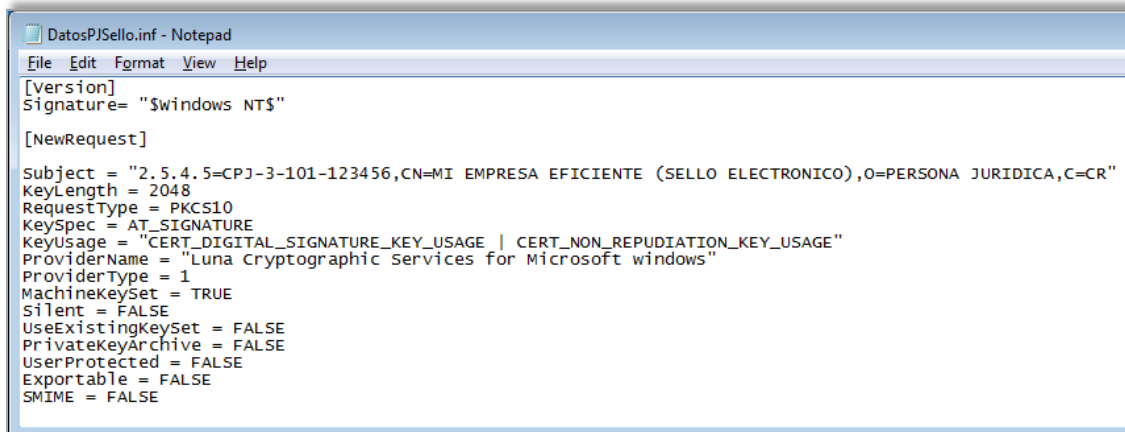 DatosPJSello.inf - Notepad
File Edit Format View Help
[Version]
Signature= "$Windows NT$"
[NewRequest]
Subject = "2.5.4.5=CPJ-3-101-123456,CN=MI EMPRESA EFICIENTE (SELLO ELECTRONICO),O=PERSONA JURIDICA,C=CR"
KeyLength = 2048
RequestType = PKCS10
KeySpec = AT_SIGNATURE
KeyUsage = "CERT_DIGITAL_SIGNATURE_KEY_USAGE | CERT_NON_REPUDIATION_KEY_USAGE"
ProviderName = "Luna Cryptographic Services for Microsoft windows"
ProviderType = 1
MachineKeySet = TRUE
Silent = FALSE
UseExistingKeySet = FALSE
PrivateKeyArchive = FALSE
UserProtected = FALSE
Exportable = FALSE
SMIME = FALSE